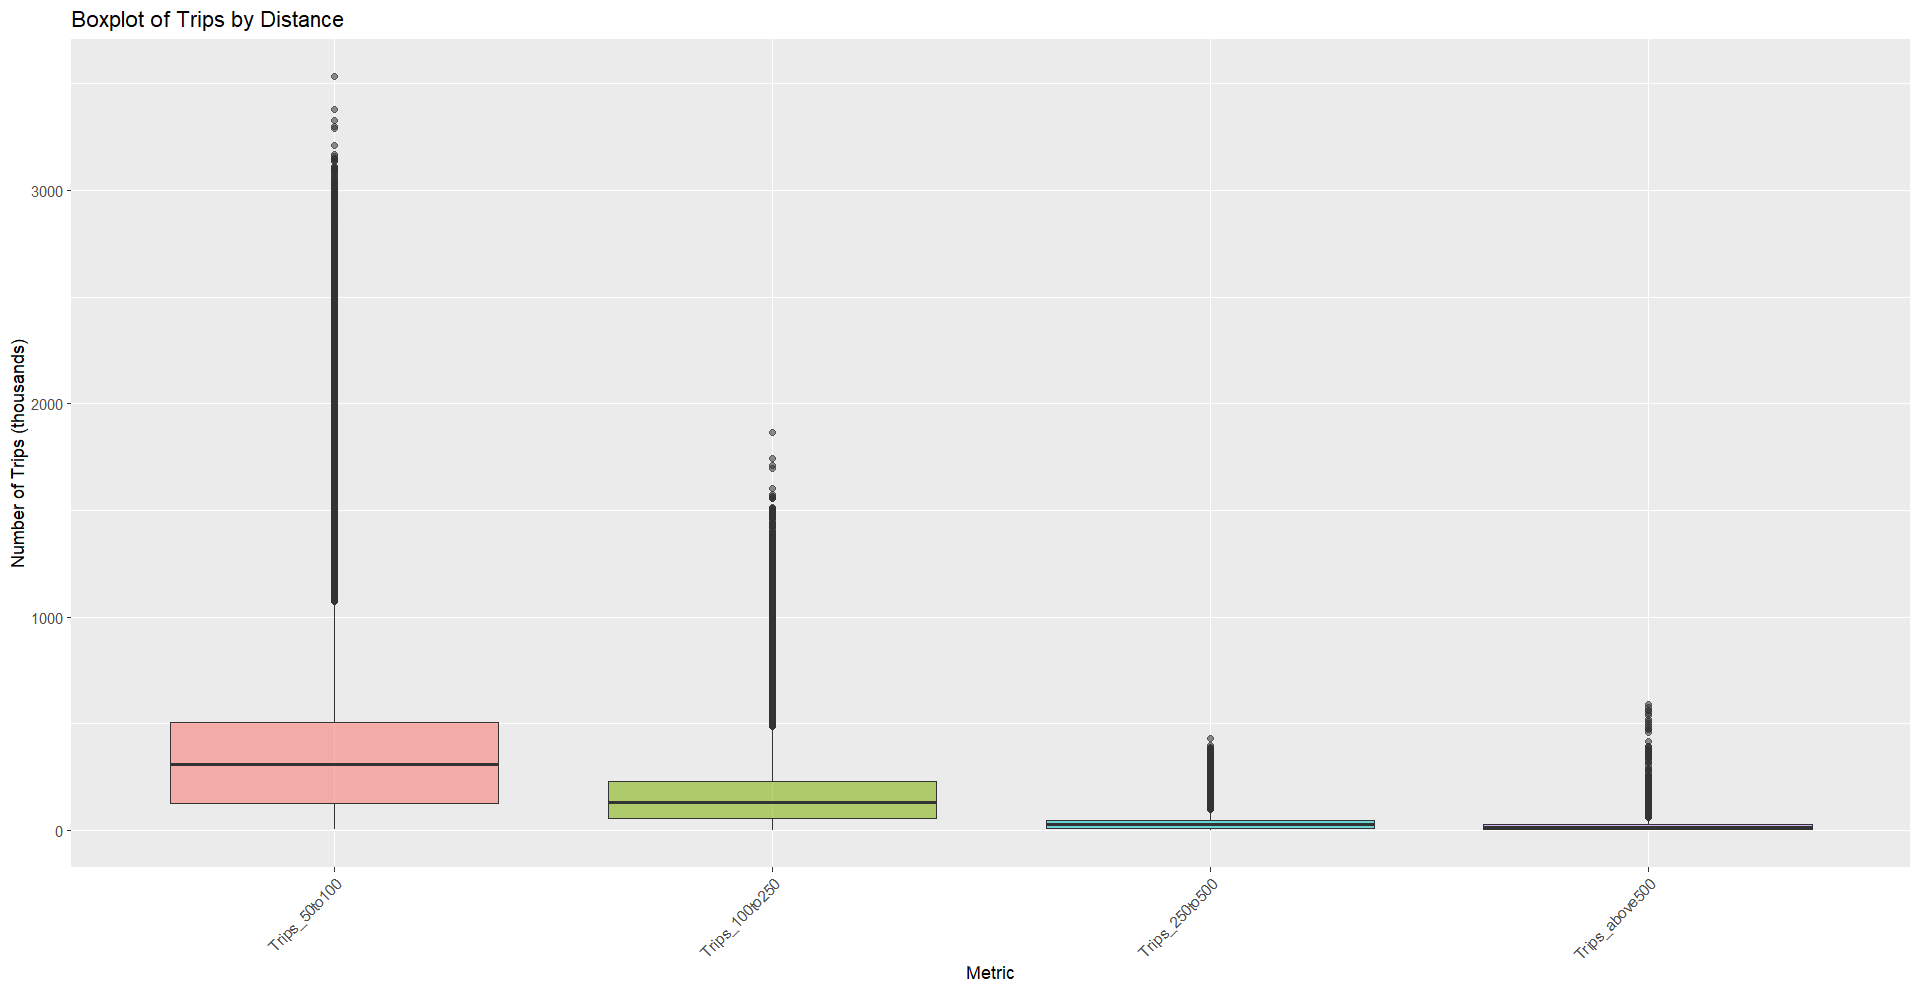 Boxplot of Trips by Distance
Number of Trips (thousands)
3000
2000
1000
0
Trips_50to100
Trips_100to250
Trips_250to500
Trips_above500
Metric